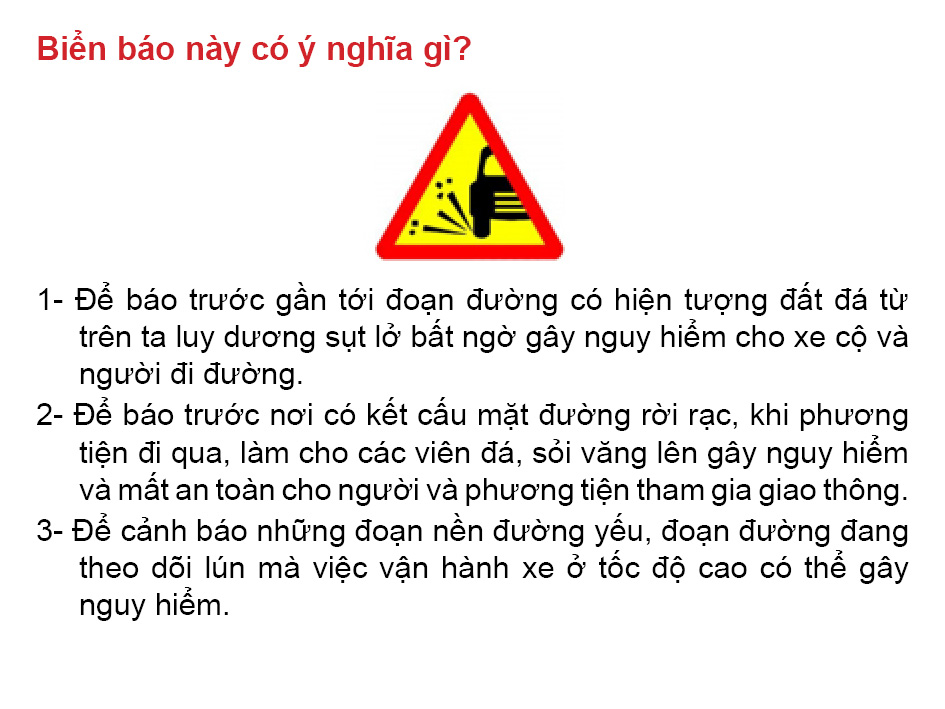 Biển báo này có ý nghĩa gì?
1- Để báo trước gần tới đoạn đường có hiện tượng đất đá từ
trên ta luy dương sụt lở bất ngờ gây nguy hiểm cho xe cộ và
người đi đường.
2- Để báo trước nơi có kết cấu mặt đường rời rạc, khi phương
tiện đi qua, làm cho các viên đá, sỏi văng lên gây nguy hiểm
và mất an toàn cho người và phương tiện tham gia giao thông.
3- Để cảnh báo những đoạn nền đường yếu, đoạn đường đang
theo dõi lún mà việc vận hành xe ở tốc độ cao có thể gây
nguy hiểm.